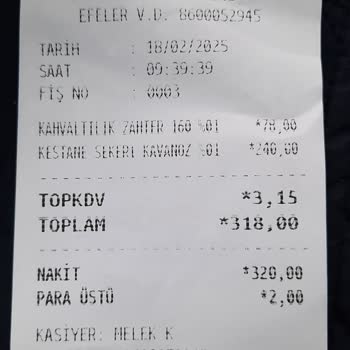 EFELER V.D. 8600052945
TARİH : 18/02/2025
SAAT : 09:39:39
FİŞ NO : 0003
KAHVALTILIK ZAHTER 160 %01 *78,00
KESTANE SEKERİ KAVANOZ %01 *240,00
TOPKDV *3,15
TOPLAM *318,00
NAKİT *320,00
PARA ÜSTÜ *2,00
KASİYER: MELEK K